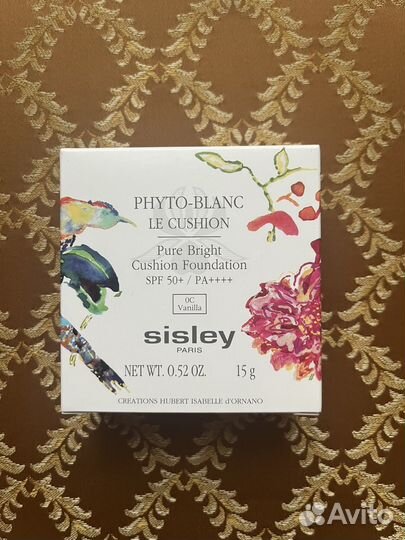 PHYTO-BLANC
LE CUSHION
Pure Bright
Cushion Foundation
SPF 50+ / PA++++
0C
Vanilla
sisley
PARIS
NET WT. 0.52 OZ. 15 g
CREATIONS HUBERT ISABELLE d'ORNANO
Avito